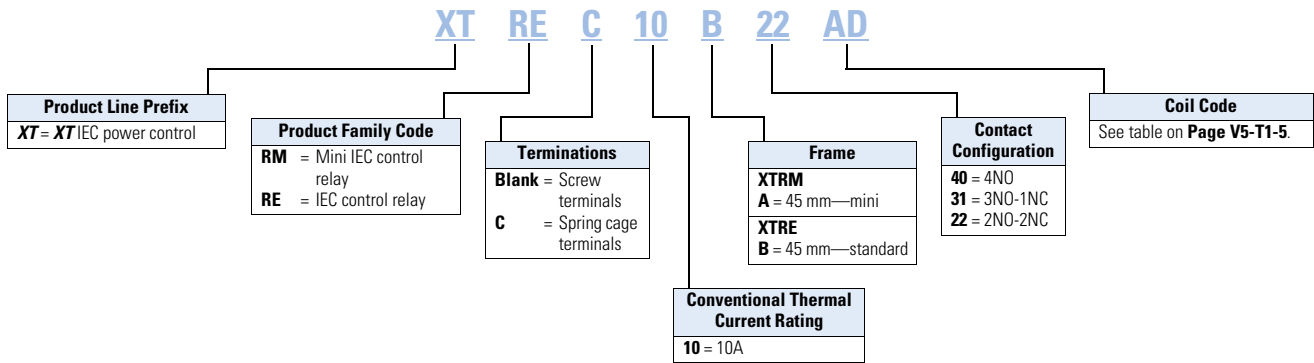 XT RE C 10 B 22 AD
Product Line Prefix
XT = XT IEC power control
Product Family Code
RM = Mini IEC control
relay
RE = IEC control relay
Terminations
Blank = Screw
terminals
C = Spring cage
terminals
Conventional Thermal
Current Rating
10 = 10A
Frame
XTRM
A = 45 mm—mini
XTRE
B = 45 mm—standard
Contact
Configuration
40 = 4NO
31 = 3NO-1NC
22 = 2NO-2NC
Coil Code
See table on Page V5-T1-5.